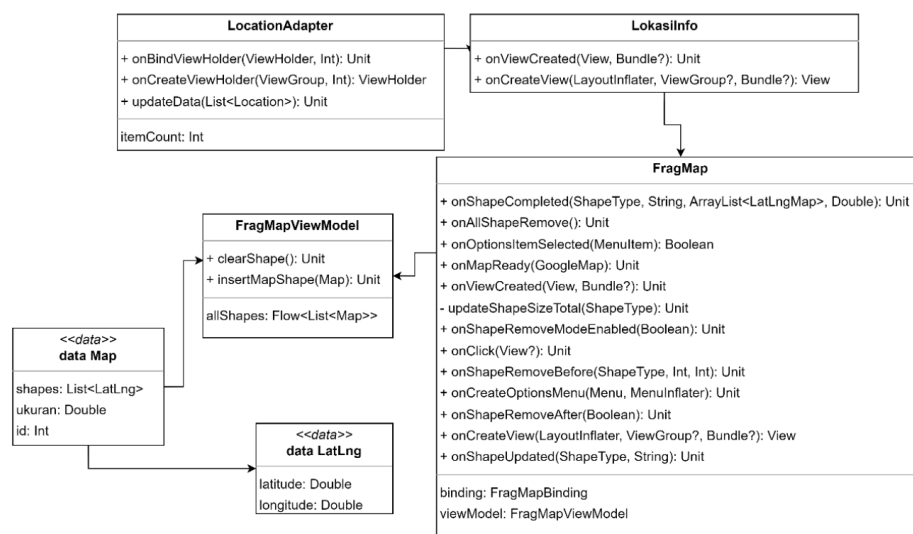 LocationAdapter
+ onBindViewHolder(ViewHolder, Int): Unit
+ onCreateViewHolder(ViewGroup, Int): ViewHolder
+ updateData(List<Location>): Unit
itemCount: Int
LokasiInfo
+ onViewCreated(View, Bundle?): Unit
+ onCreateView(LayoutInflater, ViewGroup?, Bundle?): View
FragMap
+ onShapeCompleted(ShapeType, String, ArrayList<LatLngMap>, Double): Unit
+ onAllShapeRemove(): Unit
+ onOptionsItemSelected(MenuItem): Boolean
+ onMapReady(GoogleMap): Unit
+ onViewCreated(View, Bundle?): Unit
- updateShapeSizeTotal(ShapeType): Unit
+ onShapeRemoveModeEnabled(Boolean): Unit
+ onClick(View?): Unit
+ onShapeRemoveBefore(ShapeType, Int, Int): Unit
+ onCreateOptionsMenu(Menu, MenuInflater): Unit
+ onShapeRemoveAfter(Boolean): Unit
+ onCreateView(LayoutInflater, ViewGroup?, Bundle?): View
+ onShapeUpdated(ShapeType, String): Unit
binding: FragMapBinding
viewModel: FragMapViewModel
FragMapViewModel
+ clearShape(): Unit
+ insertMapShape(Map): Unit
allShapes: Flow<List<Map>>
<<data>>
data Map
shapes: List<LatLng>
ukuran: Double
id: Int
<<data>>
data LatLng
latitude: Double
longitude: Double